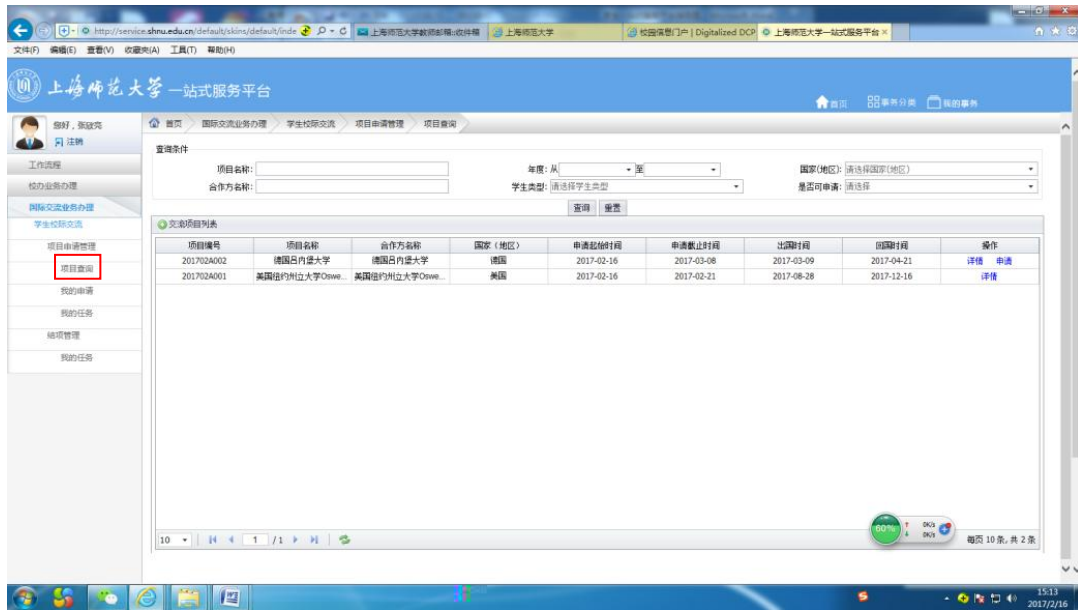 http://service.shnu.edu.cn/default/skins/default/inde
上海师范大学教师邮箱::收件箱
上海师范大学
校园信息门户 | Digitalized DCP
上海师范大学一站式服务平台
文件(F) 编辑(E) 查看(V) 收藏夹(A) 工具(T) 帮助(H)
上海师范大学 一站式服务平台
首页 事务分类 我的事务
您好,张欣亮
注销
首页 国际交流业务办理 学生校际交流 项目申请管理 项目查询
工作流程
校办业务办理
国际交流业务办理
学生校际交流
项目申请管理
项目查询
我的申请
我的任务
结项管理
我的任务
查询条件
项目名称: 年度: 从 至 国家(地区): 请选择国家(地区)
合作方名称: 学生类型: 请选择学生类型 是否可申请: 请选择
查询 重置
交流项目列表
项目编号 项目名称 合作方名称 国家(地区) 申请起始时间 申请截止时间 出国时间 回国时间 操作
201702A002 德国吕内堡大学 德国吕内堡大学 德国 2017-02-16 2017-03-08 2017-03-09 2017-04-21 详情 申请
201702A001 美国纽约州立大学Oswe... 美国纽约州立大学Oswe... 美国 2017-02-16 2017-02-21 2017-08-28 2017-12-16 详情
10 1 /1
60% 0K/s
0K/s
每页 10 条, 共 2 条
15:13
2017/2/16